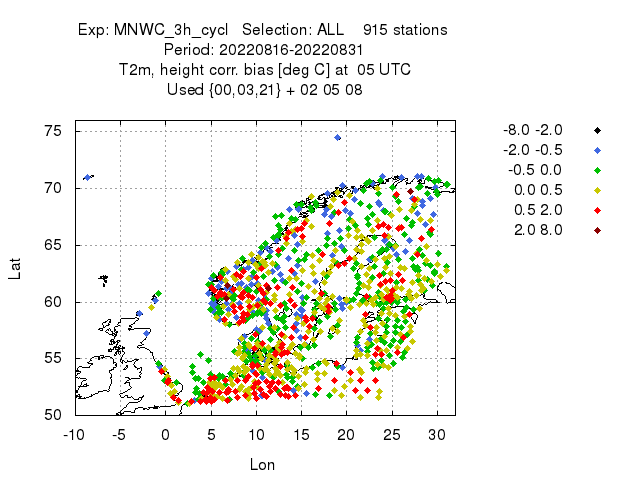 Exp: MNWC_3h_cycl   Selection: ALL    915 stations
Period: 20220816-20220831
T2m, height corr. bias [deg C] at  05 UTC
Used {00,03,21} + 02 05 08
-8.0 -2.0
-2.0 -0.5
-0.5 0.0
0.0 0.5
0.5 2.0
2.0 8.0
75
70
65
60
55
50
Lat
-10 -5 0 5 10 15 20 25 30
Lon